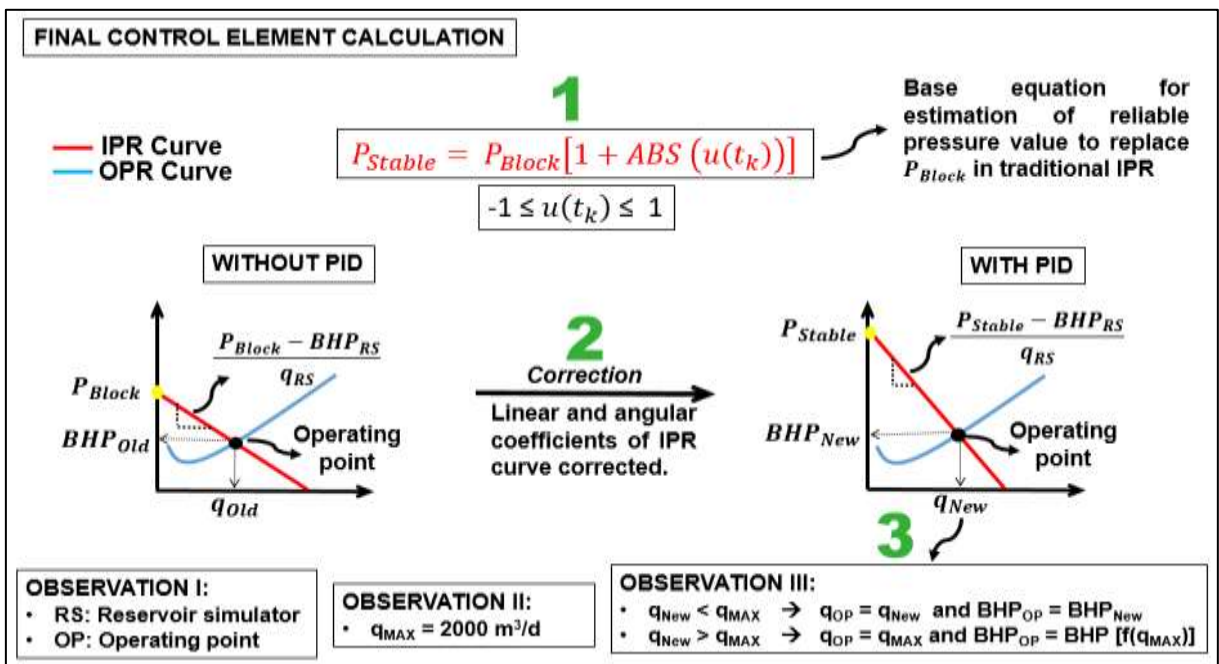 FINAL CONTROL ELEMENT CALCULATION
1
IPR Curve
OPR Curve
P_Stable = P_Block[1 + ABS (u(t_k))]
-1 ≤ u(t_k) ≤ 1
Base equation for
estimation of reliable
pressure value to replace
P_Block in traditional IPR
WITHOUT PID
P_Block − BHP_RS
q_RS
P_Block
BHP_Old
Operating
point
q_Old
2
Correction
Linear and angular
coefficients of IPR
curve corrected.
WITH PID
P_Stable
P_Stable − BHP_RS
q_RS
BHP_New
Operating
point
q_New
3
OBSERVATION I:
• RS: Reservoir simulator
• OP: Operating point
OBSERVATION II:
• q_MAX = 2000 m³/d
OBSERVATION III:
• q_New < q_MAX → q_OP = q_New and BHP_OP = BHP_New
• q_New > q_MAX → q_OP = q_MAX and BHP_OP = BHP [f(q_MAX)]